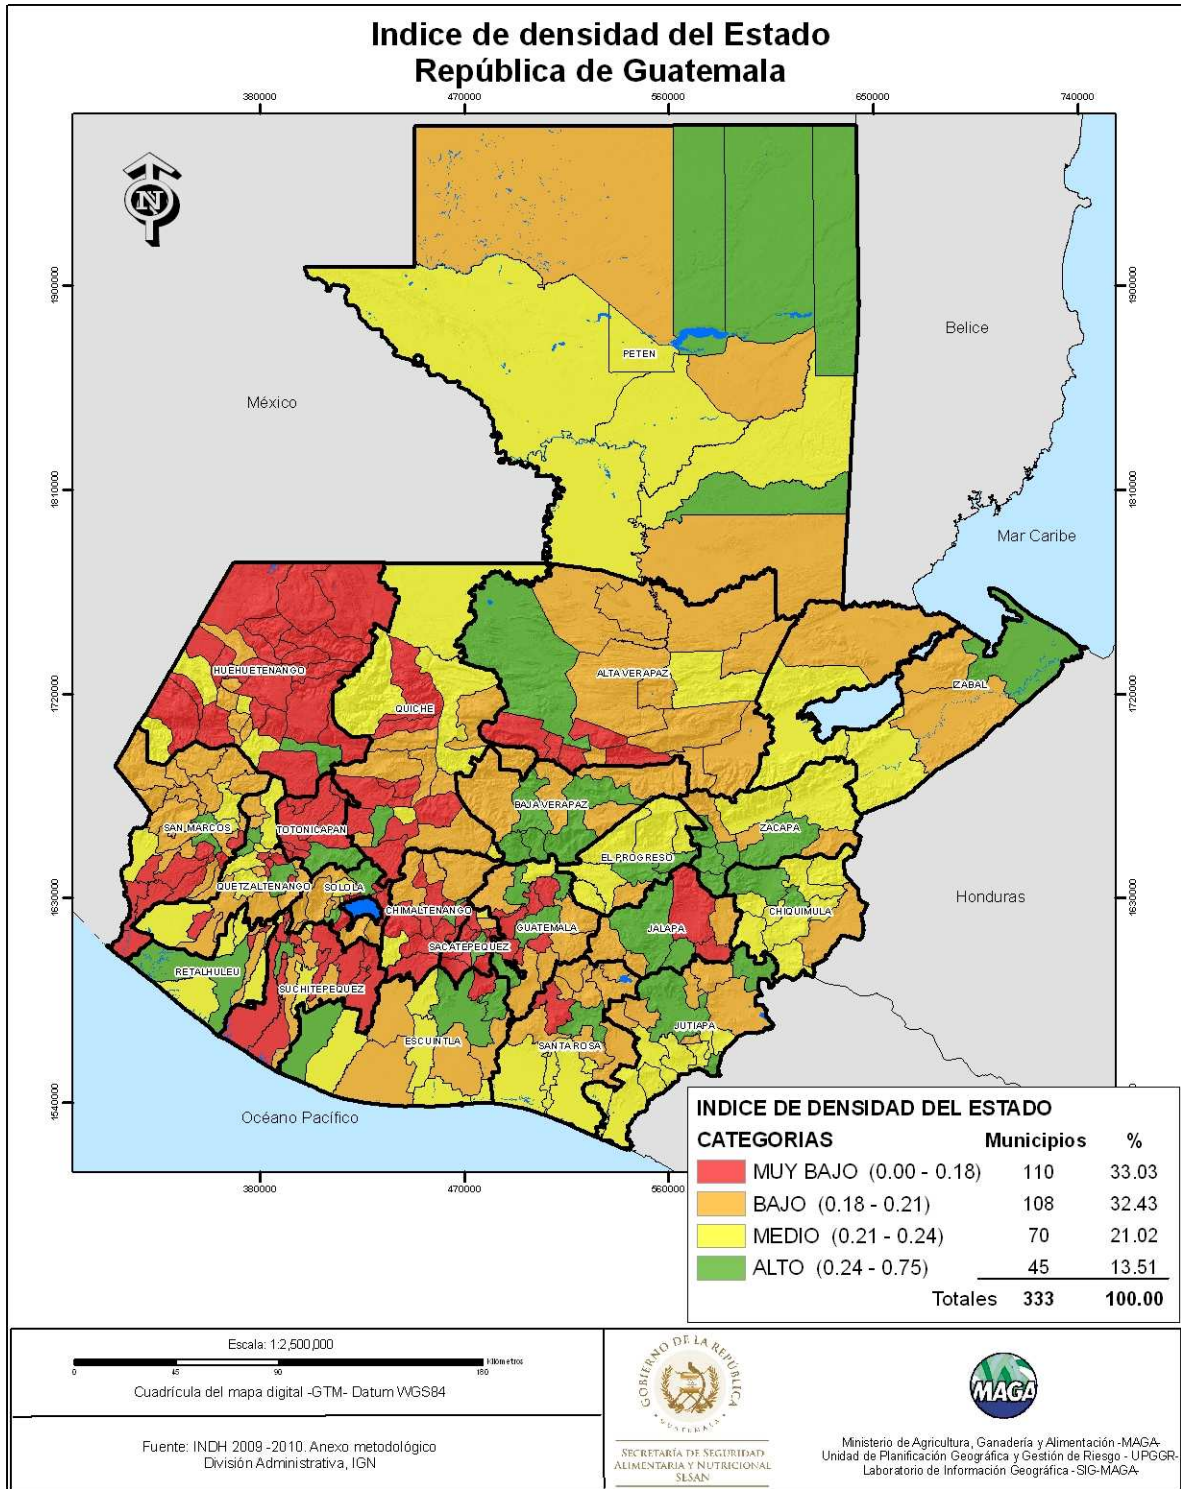 Indice de densidad del Estado
República de Guatemala
380000 470000 560000 650000 740000
N
1900000 1900000
Belice
PETEN
México
1810000 1810000
Mar Caribe
HUEHUETENANGO
ALTA VERAPAZ
IZABAL
1720000 1720000
QUICHE
BAJA VERAPAZ
SAN MARCOS
TOTONICAPAN
ZACAPA
EL PROGRESO
QUETZALTENANGO
SOLOLA
1630000 1630000
Honduras
CHIMALTENANGO
CHIQUIMULA
GUATEMALA
JALAPA
SACATEPEQUEZ
RETALHULEU
SUCHITEPEQUEZ
JUTIAPA
ESCUINTLA
SANTA ROSA
1540000
Océano Pacífico
380000 470000 560000
INDICE DE DENSIDAD DEL ESTADO
CATEGORIAS Municipios %
MUY BAJO (0.00 - 0.18) 110 33.03
BAJO (0.18 - 0.21) 108 32.43
MEDIO (0.21 - 0.24) 70 21.02
ALTO (0.24 - 0.75) 45 13.51
Totales 333 100.00
Escala: 1:2,500,000
0 45 90 180 Kilómetros
Cuadrícula del mapa digital -GTM- Datum WGS84
Fuente: INDH 2009 -2010. Anexo metodológico
División Administrativa, IGN
GOBIERNO DE LA REPÚBLICA
GUATEMALA
SECRETARÍA DE SEGURIDAD
ALIMENTARIA Y NUTRICIONAL
SESAN
MAGA
Ministerio de Agricultura, Ganadería y Alimentación -MAGA-
Unidad de Planificación Geográfica y Gestión de Riesgo - UPGGR-
Laboratorio de Información Geográfica -SIG-MAGA-